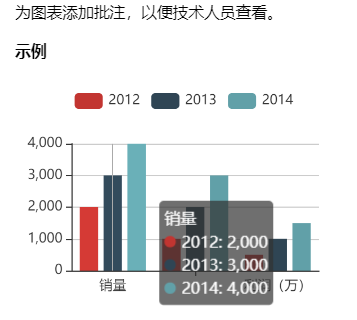 为图表添加批注，以便技术人员查看。
示例
2012 2013 2014
4,000
3,000
2,000
1,000
0
销量
销量
2012: 2,000
2013: 3,000
2014: 4,000
（万）